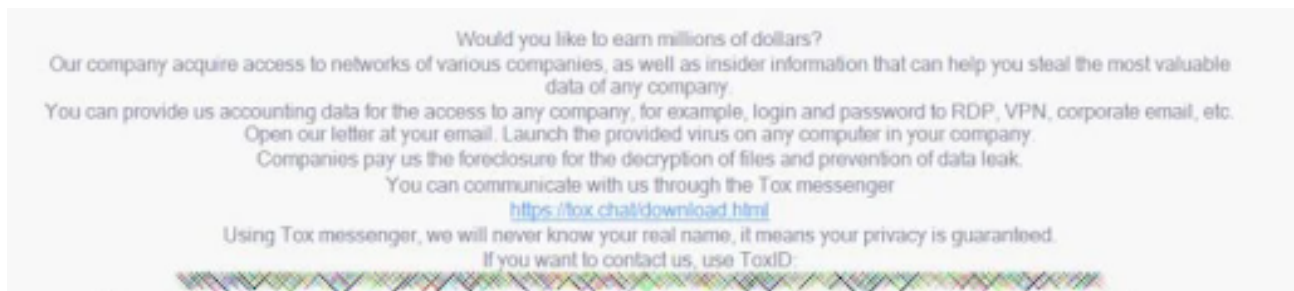 Would you like to earn millions of dollars?
Our company acquire access to networks of various companies, as well as insider information that can help you steal the most valuable
data of any company.
You can provide us accounting data for the access to any company, for example, login and password to RDP, VPN, corporate email, etc.
Open our letter at your email. Launch the provided virus on any computer in your company.
Companies pay us the foreclosure for the decryption of files and prevention of data leak.
You can communicate with us through the Tox messenger
https://tox.chat/download.html
Using Tox messenger, we will never know your real name, it means your privacy is guaranteed.
If you want to contact us, use ToxID: